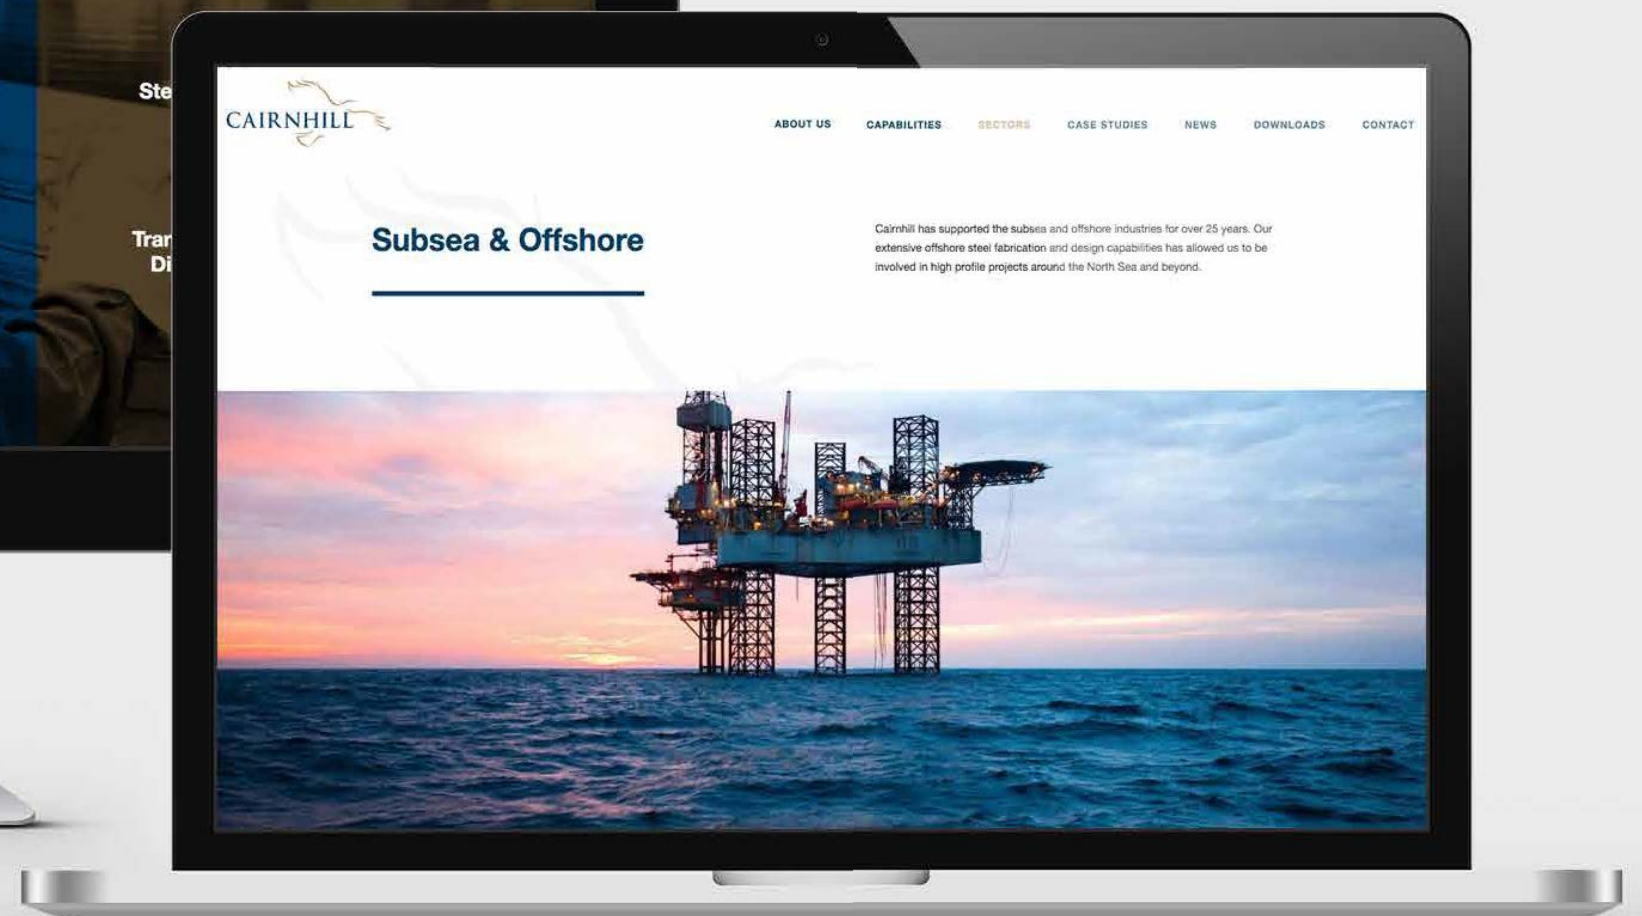 Ste
Tran
Di
CAIRNHILL
ABOUT US CAPABILITIES SECTORS CASE STUDIES NEWS DOWNLOADS CONTACT
Subsea & Offshore
Cairnhill has supported the subsea and offshore industries for over 25 years. Our
extensive offshore steel fabrication and design capabilities has allowed us to be
involved in high profile projects around the North Sea and beyond.